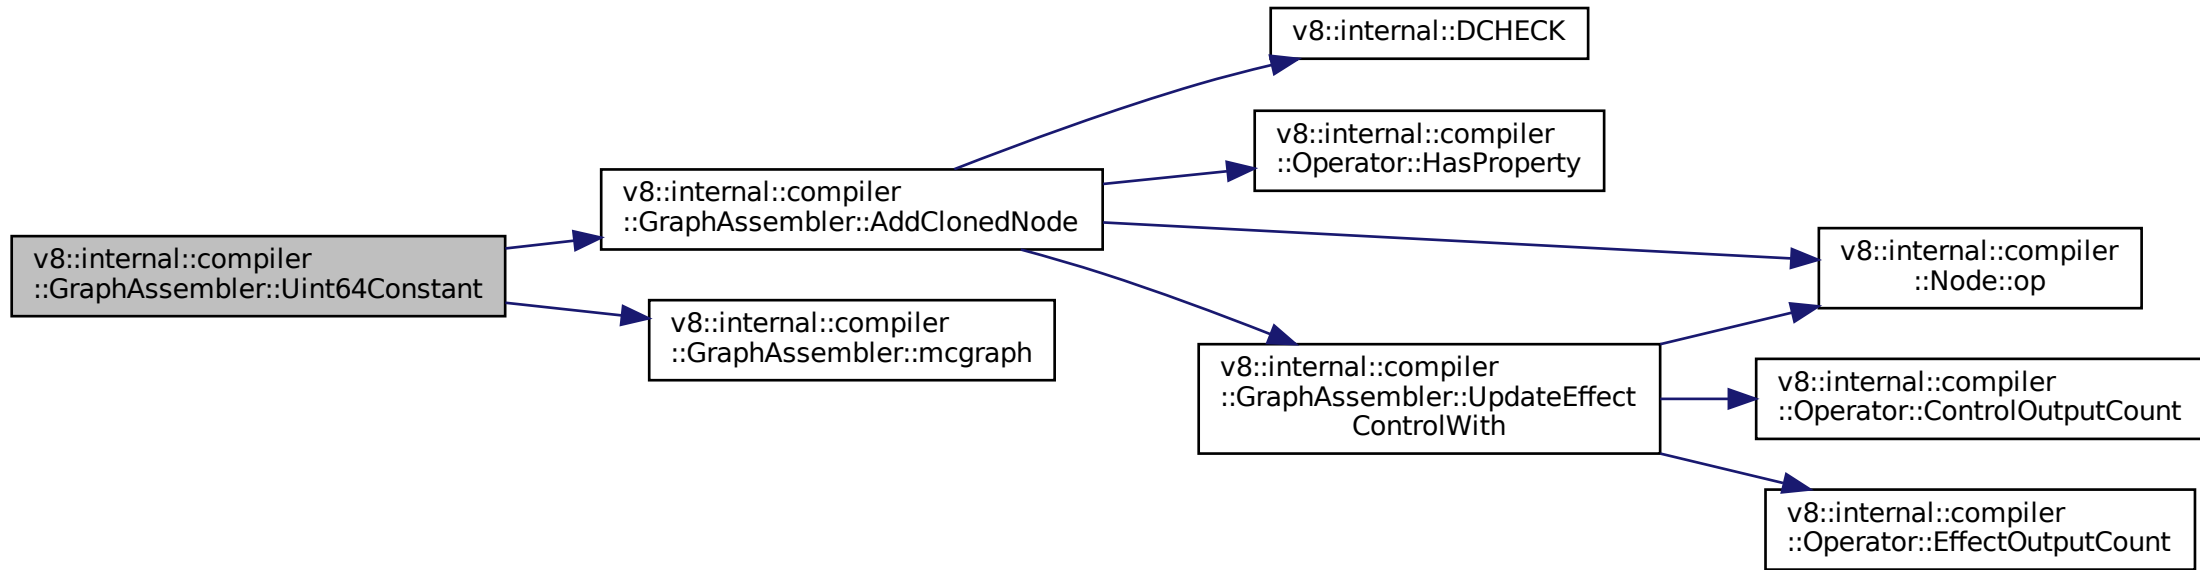 v8::internal::compiler
::GraphAssembler::Uint64Constant
v8::internal::compiler
::GraphAssembler::AddClonedNode
v8::internal::compiler
::GraphAssembler::mcgraph
v8::internal::DCHECK
v8::internal::compiler
::Operator::HasProperty
v8::internal::compiler
::GraphAssembler::UpdateEffect
ControlWith
v8::internal::compiler
::Node::op
v8::internal::compiler
::Operator::ControlOutputCount
v8::internal::compiler
::Operator::EffectOutputCount